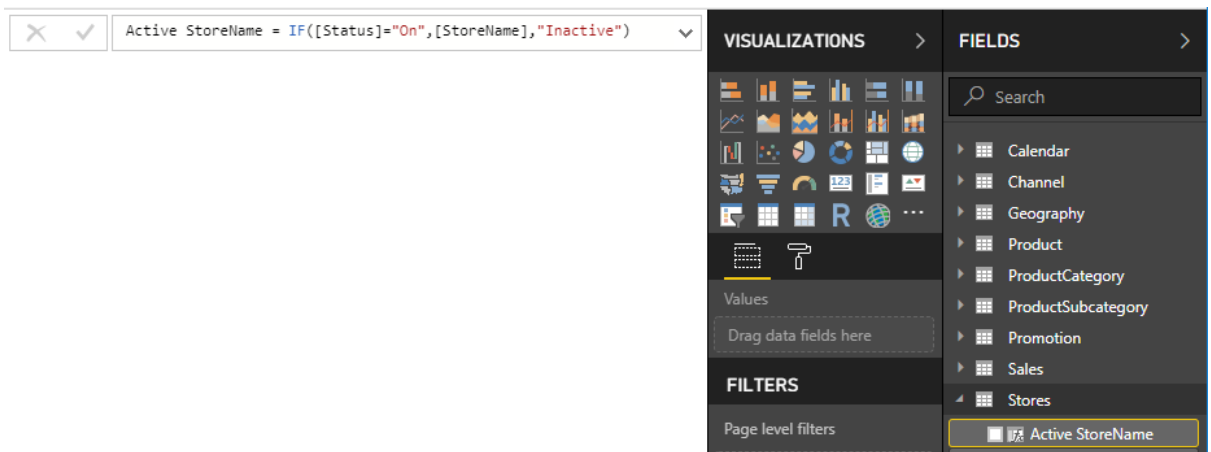 Active StoreName = IF([Status]="On",[StoreName],"Inactive")
VISUALIZATIONS
123
R
Values
Drag data fields here
FILTERS
Page level filters
FIELDS
Search
Calendar
Channel
Geography
Product
ProductCategory
ProductSubcategory
Promotion
Sales
Stores
Active StoreName